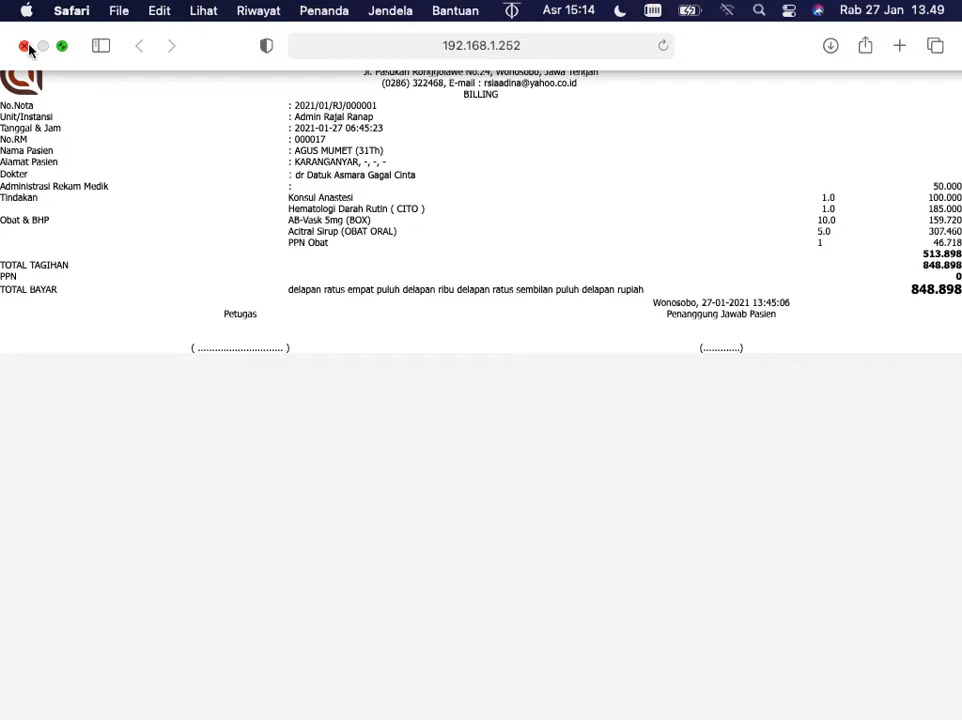 Safari File Edit Lihat Riwayat Penanda Jendela Bantuan Asr 15:14 Rab 27 Jan 13.49
192.168.1.252
Jl. Pasukan Ronggolawe No.24, Wonosobo, Jawa Tengah
(0286) 322468, E-mail : rsiaadina@yahoo.co.id
BILLING
No.Nota : 2021/01/RJ/000001
Unit/Instansi : Admin Rajal Ranap
Tanggal & Jam : 2021-01-27 06:45:23
No.RM : 000017
Nama Pasien : AGUS MUMET (31Th)
Alamat Pasien : KARANGANYAR, -, -, -
Dokter : dr Datuk Asmara Gagal Cinta
Administrasi Rekam Medik : 50.000
Tindakan Konsul Anastesi 1.0 100.000
Hematologi Darah Rutin ( CITO ) 1.0 185.000
Obat & BHP AB-Vask 5mg (BOX) 10.0 159.720
Acitral Sirup (OBAT ORAL) 5.0 307.460
PPN Obat 1 46.718
513.898
TOTAL TAGIHAN 848.898
PPN 0
TOTAL BAYAR delapan ratus empat puluh delapan ribu delapan ratus sembilan puluh delapan rupiah 848.898
Wonosobo, 27-01-2021 13:45:06
Petugas Penanggung Jawab Pasien
( .............................. ) (.............)